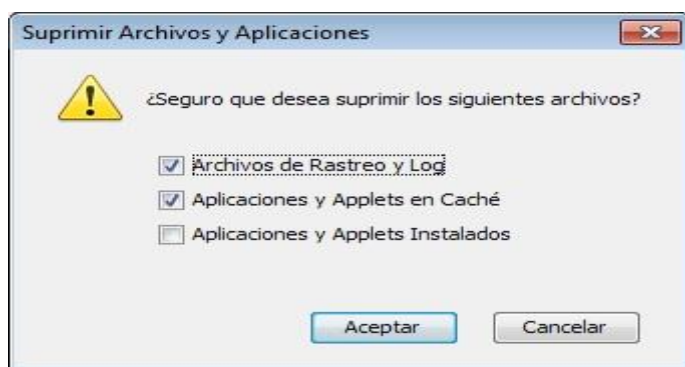 Suprimir Archivos y Aplicaciones
¿Seguro que desea suprimir los siguientes archivos?
Archivos de Rastreo y Log
Aplicaciones y Applets en Caché
Aplicaciones y Applets Instalados
Aceptar
Cancelar